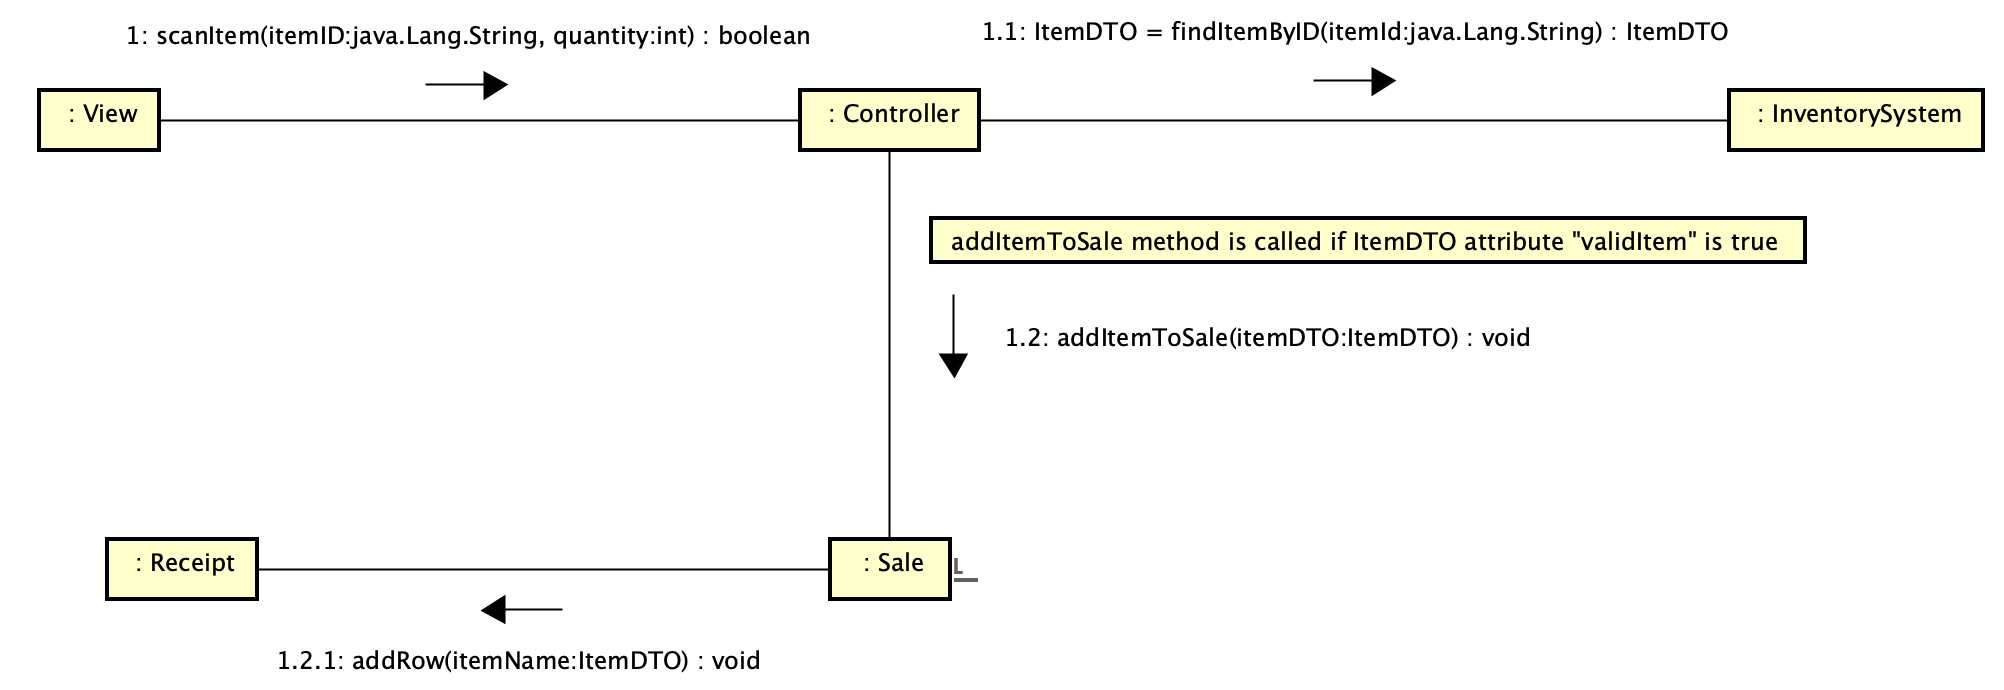 1: scanItem(itemID:java.Lang.String, quantity:int) : boolean
1.1: ItemDTO = findItemByID(itemId:java.Lang.String) : ItemDTO
: View
: Controller
: InventorySystem
addItemToSale method is called if ItemDTO attribute "validItem" is true
1.2: addItemToSale(itemDTO:ItemDTO) : void
: Receipt
: Sale
L
1.2.1: addRow(itemName:ItemDTO) : void